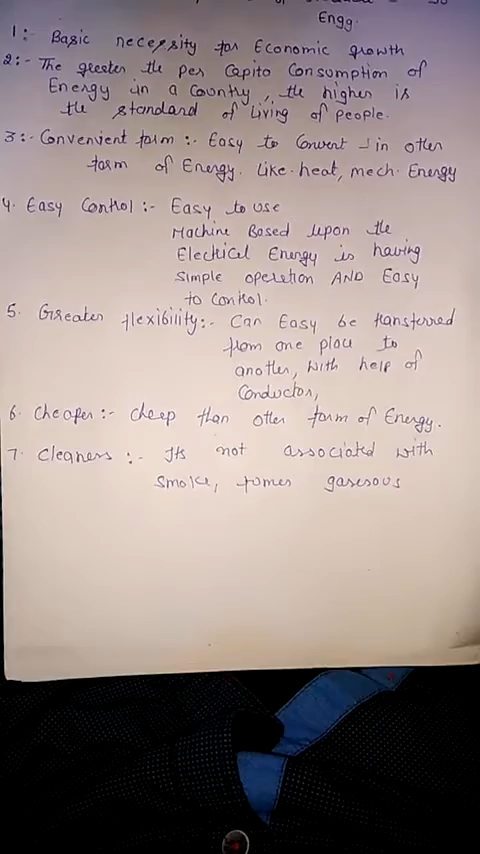 Engg.
1:- Basic necessity for Economic growth
2:- The greater the per Capita Consumption of
Energy in a Country, the higher is
the standard of living of people.
3:- Convenient form :- Easy to Convert in other
form of Energy. Like. heat, mech. Energy
4. Easy Control :- Easy to use
Machine Based upon the
Electical Energy is having
Simple operation AND Easy
to Control.
5. Greater flexibility:- Can Easy be transferred
from one place to
another, with help of
Conductor,
6. Cheaper :- Cheep than other form of Energy.
7. Cleaners :- Its not associated with
Smoke, fumes gasesous